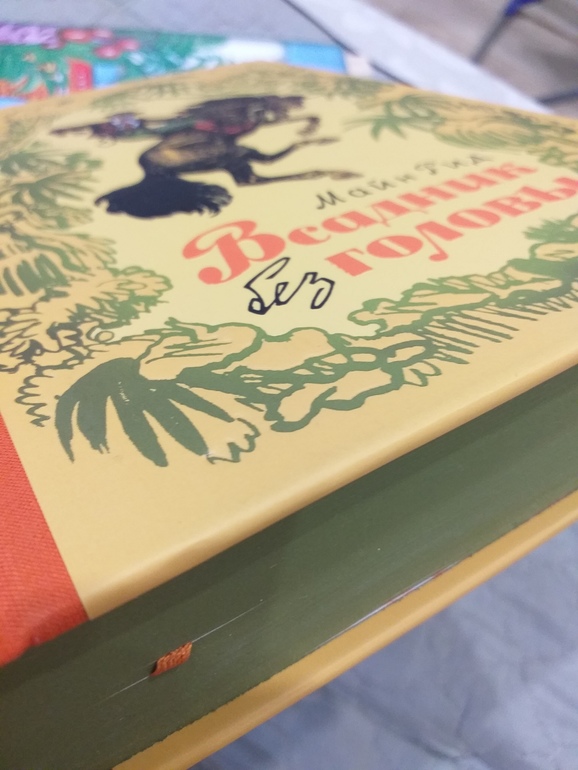 Майн Рид
Всадник
без головы